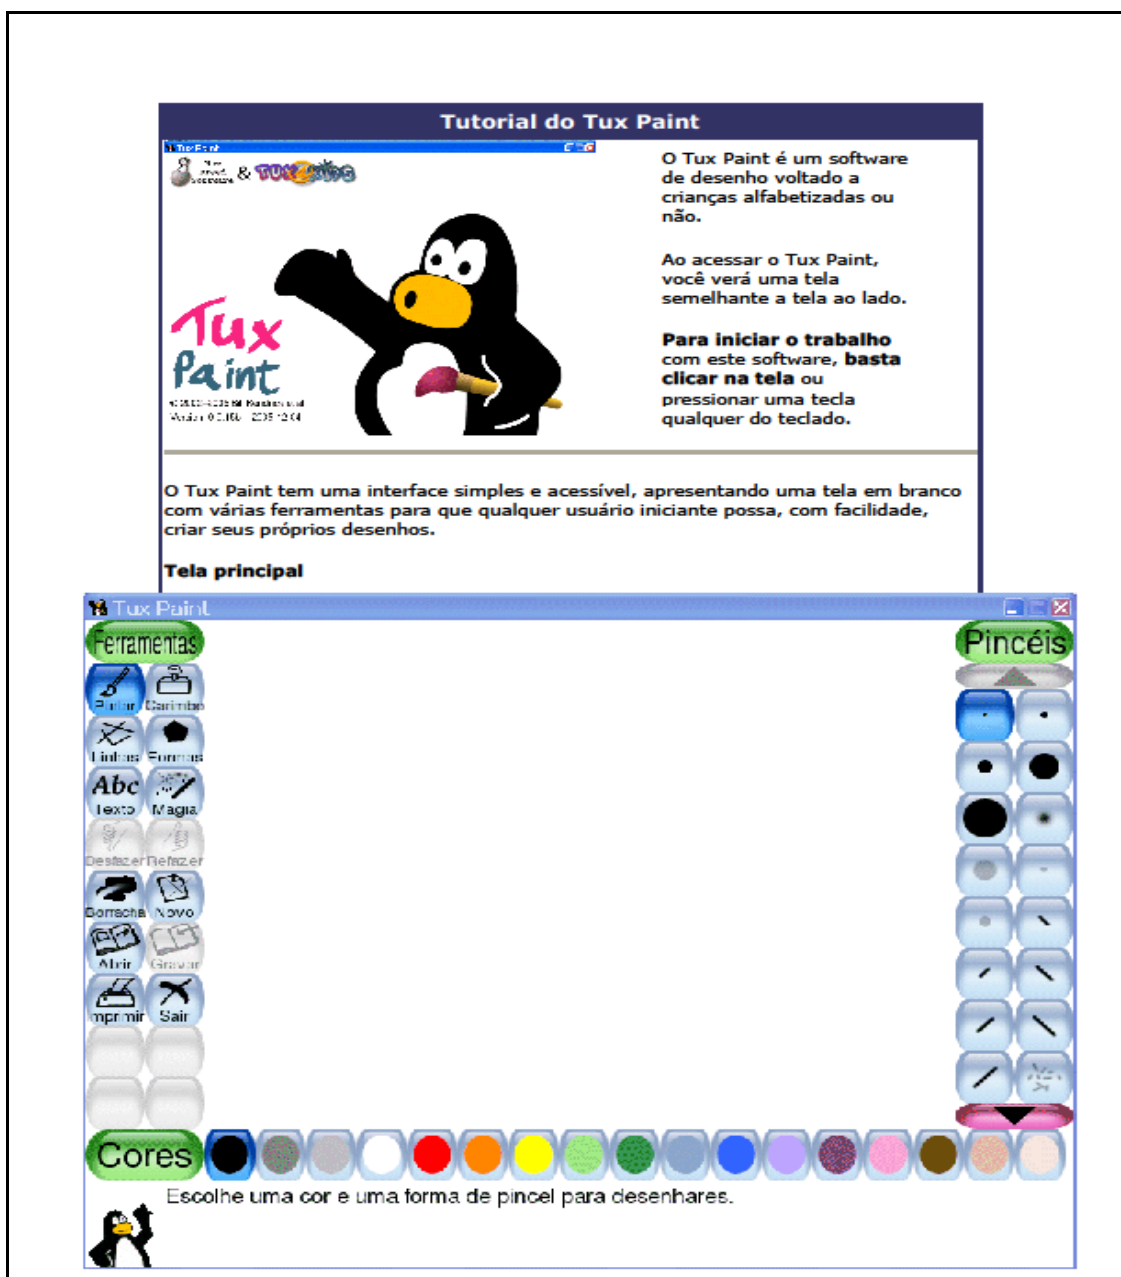 Tutorial do Tux Paint
Tux Paint
& TUX4KIDS
Tux
Paint
O Tux Paint é um software
de desenho voltado a
crianças alfabetizadas ou
não.
Ao acessar o Tux Paint,
você verá uma tela
semelhante a tela ao lado.
Para iniciar o trabalho
com este software, basta
clicar na tela ou
pressionar uma tecla
qualquer do teclado.
O Tux Paint tem uma interface simples e acessível, apresentando uma tela em branco
com várias ferramentas para que qualquer usuário iniciante possa, com facilidade,
criar seus próprios desenhos.
Tela principal
Tux Paint
Ferramentas
Pincéis
Pintar Carimbo
Linhas Formas
Abc
Texto Magia
Desfazer Refazer
Borracha Novo
Abrir Gravar
mprimir Sair
Cores
Escolhe uma cor e uma forma de pincel para desenhares.